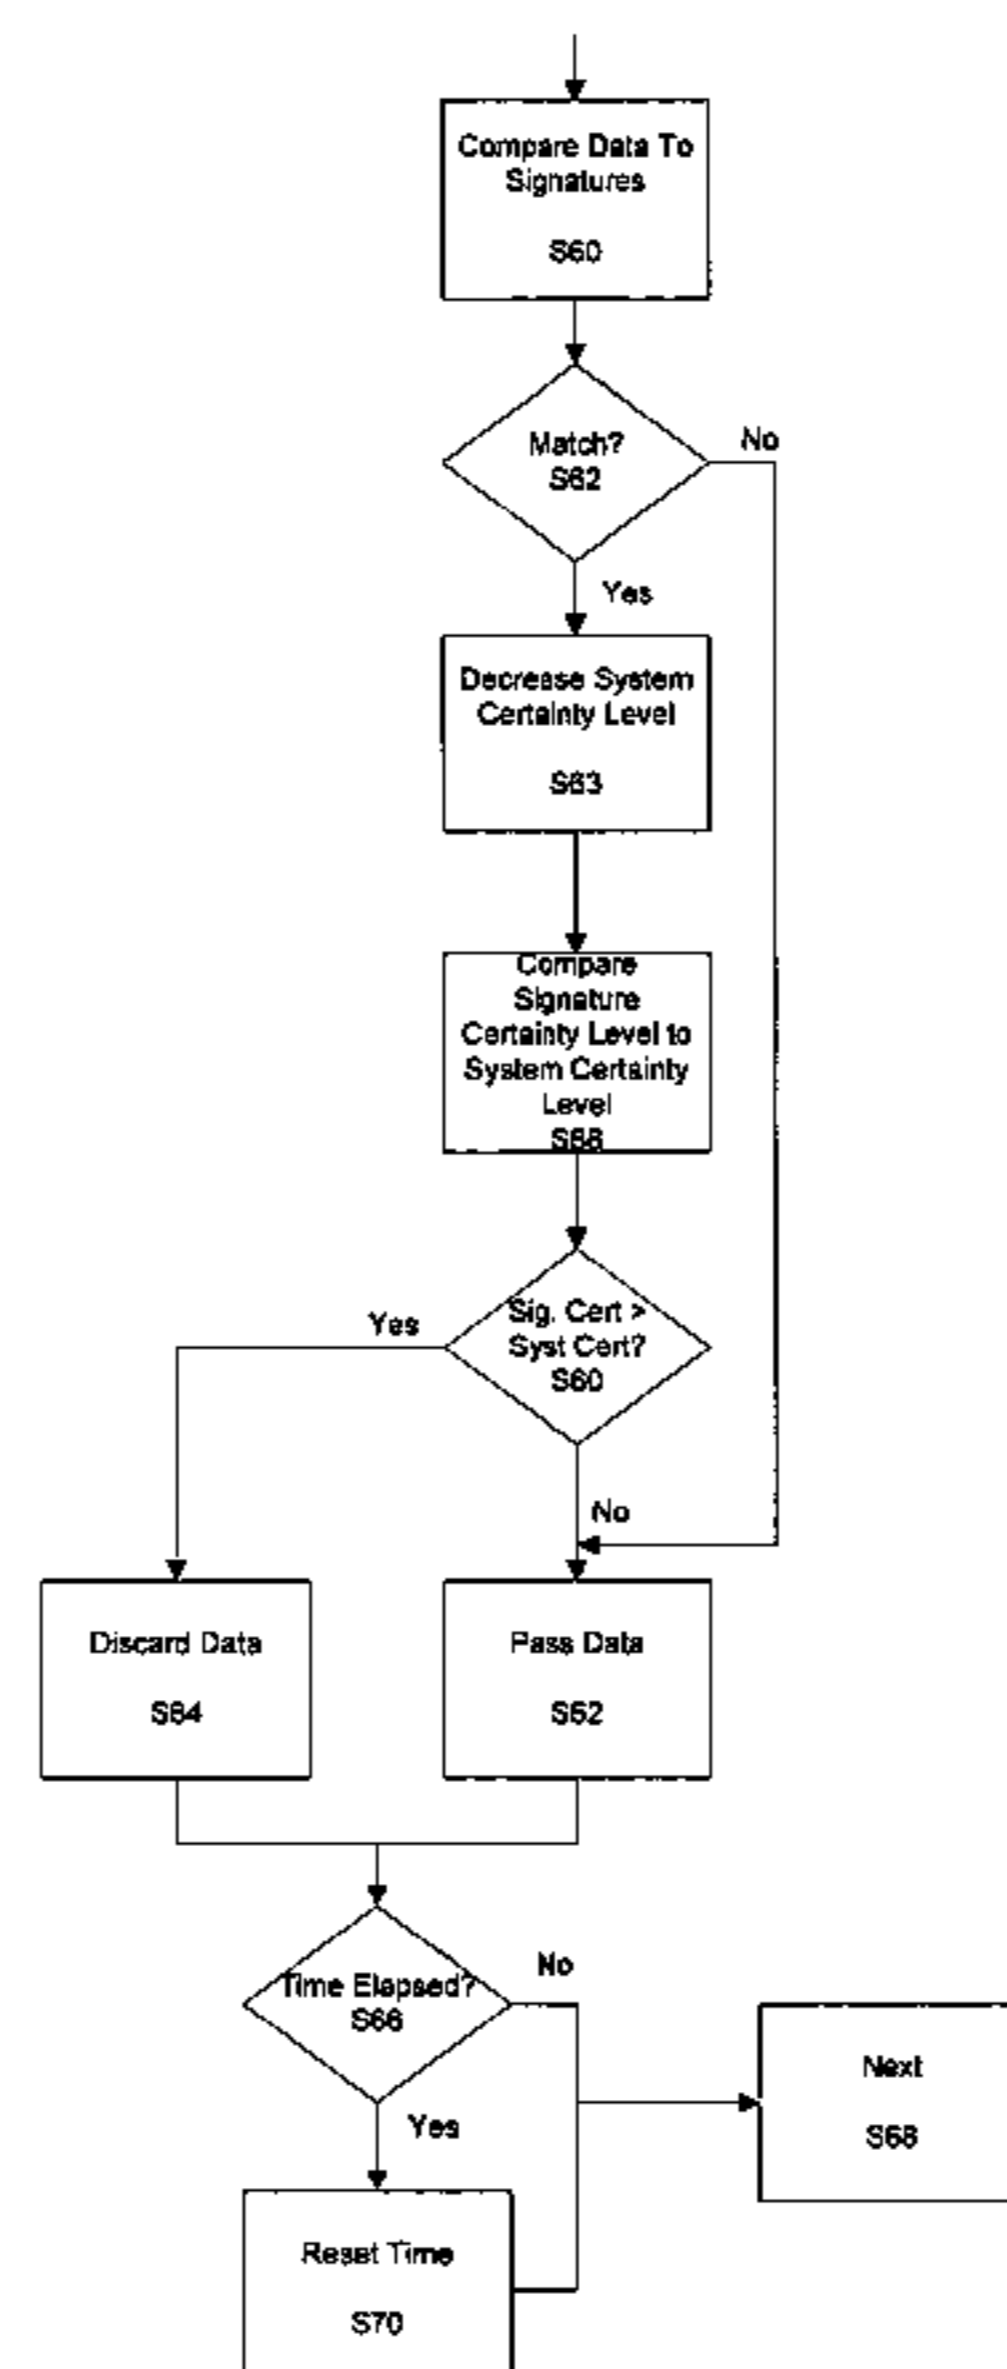 Compare Data To
Signatures
S60
Match?
S62
No
Yes
Decrease System
Certainty Level
S63
Compare
Signature
Certainty Level to
System Certainty
Level
Sig. Cert >
Syst Cert?
S60
Yes
No
Discard Data
S64
Pass Data
S62
Time Elapsed?
S66
No
Yes
Next
S68
Reset Time
S70